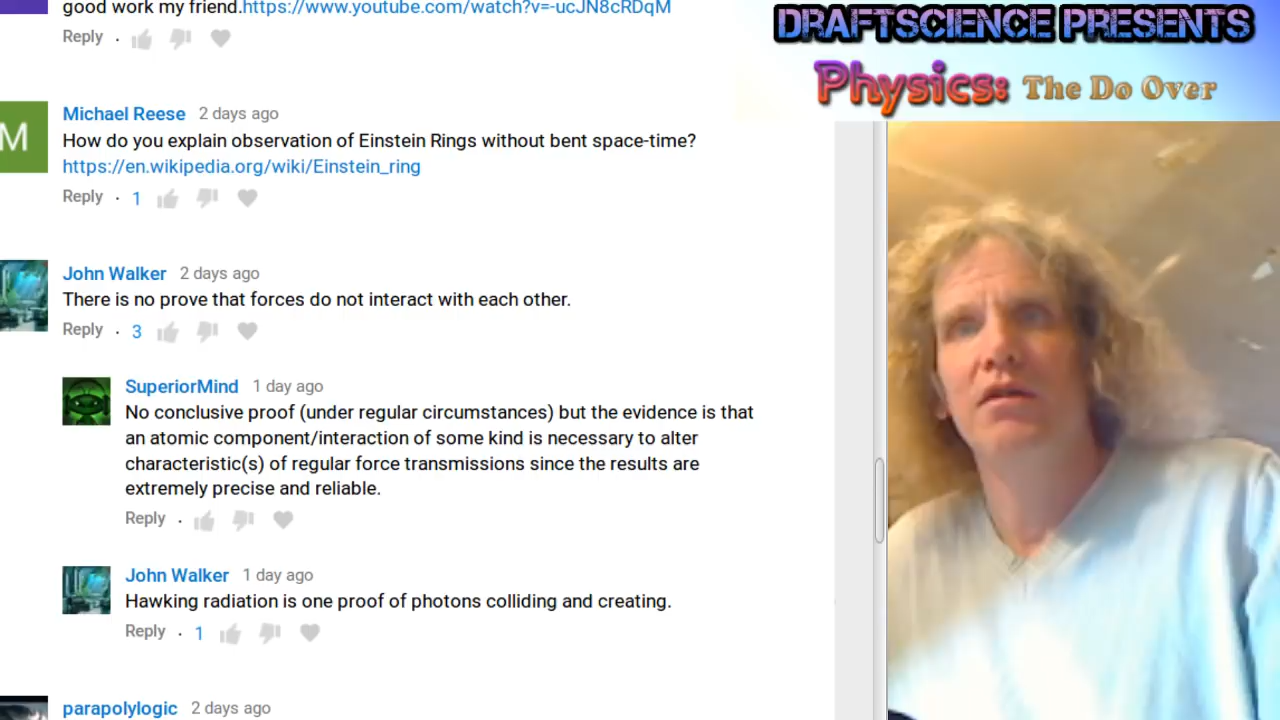 good work my friend.https://www.youtube.com/watch?v=-ucJN8cRDqM
Reply ·
DRAFTSCIENCE PRESENTS
Physics: The Do Over
M
Michael Reese 2 days ago
How do you explain observation of Einstein Rings without bent space-time?
https://en.wikipedia.org/wiki/Einstein_ring
Reply · 1
John Walker 2 days ago
There is no prove that forces do not interact with each other.
Reply · 3
SuperiorMind 1 day ago
No conclusive proof (under regular circumstances) but the evidence is that
an atomic component/interaction of some kind is necessary to alter
characteristic(s) of regular force transmissions since the results are
extremely precise and reliable.
Reply ·
John Walker 1 day ago
Hawking radiation is one proof of photons colliding and creating.
Reply · 1
parapolylogic 2 days ago